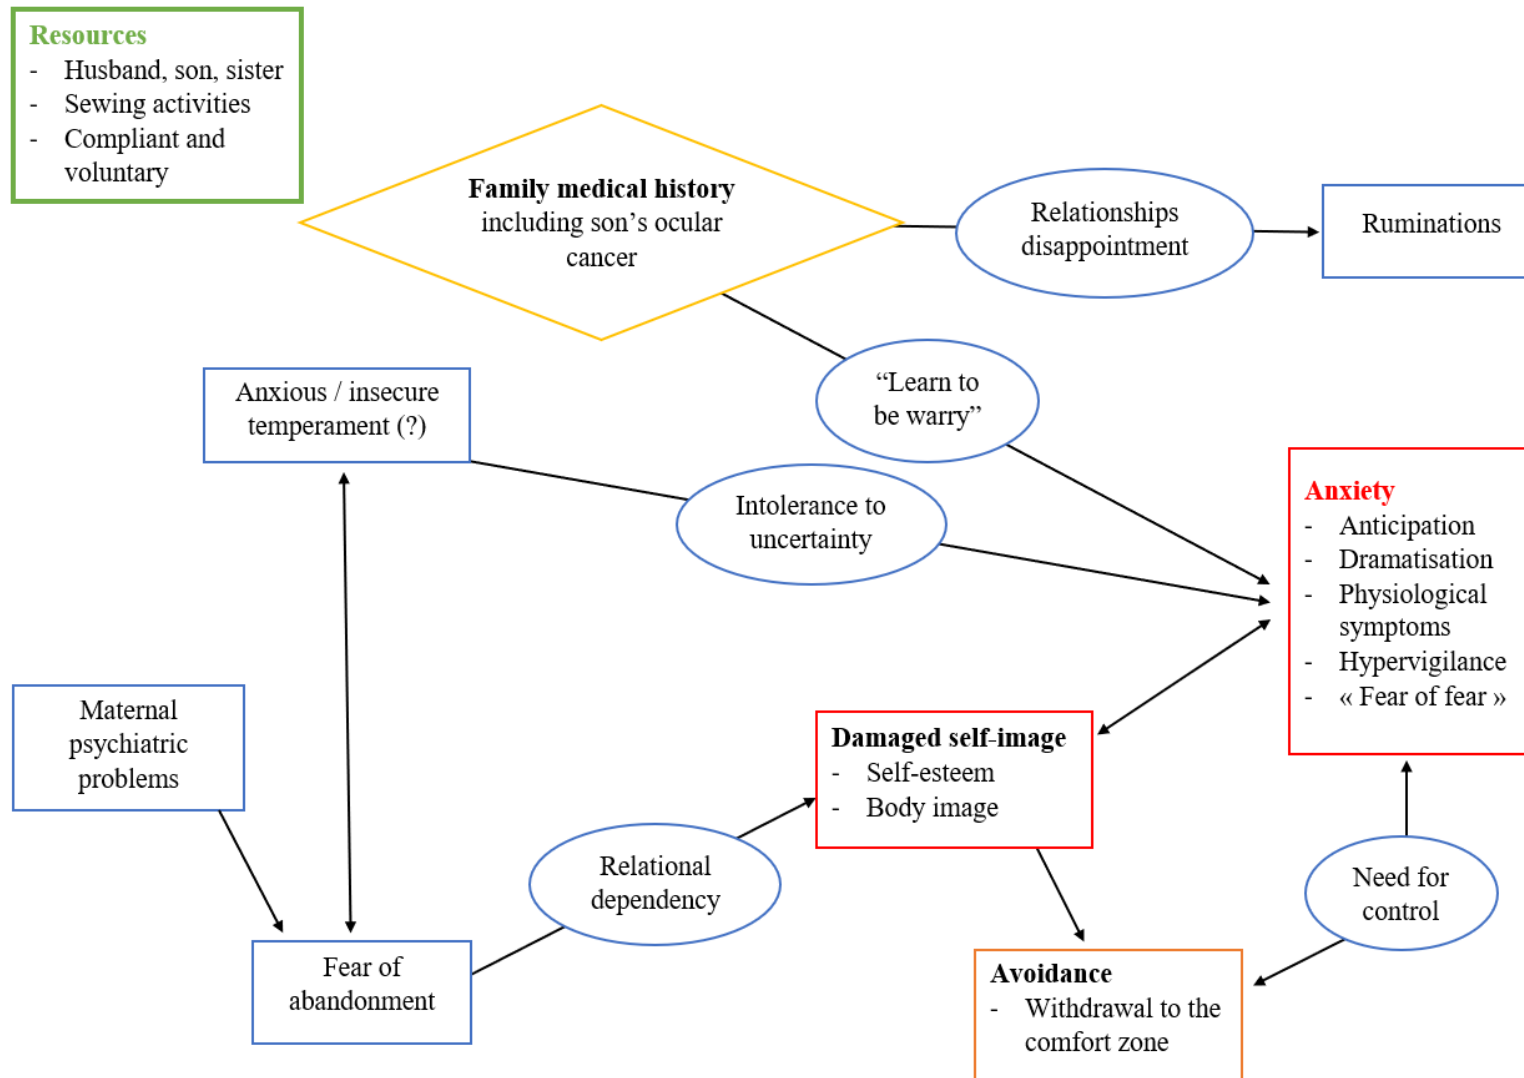 Resources
- Husband, son, sister
- Sewing activities
- Compliant and
voluntary
Family medical history
including son's ocular
cancer
Relationships
disappointment
Ruminations
"Learn to
be warry"
Anxious / insecure
temperament (?)
Intolerance to
uncertainty
Anxiety
- Anticipation
- Dramatisation
- Physiological
symptoms
- Hypervigilance
- « Fear of fear »
Maternal
psychiatric
problems
Damaged self-image
- Self-esteem
- Body image
Relational
dependency
Need for
control
Fear of
abandonment
Avoidance
- Withdrawal to the
comfort zone